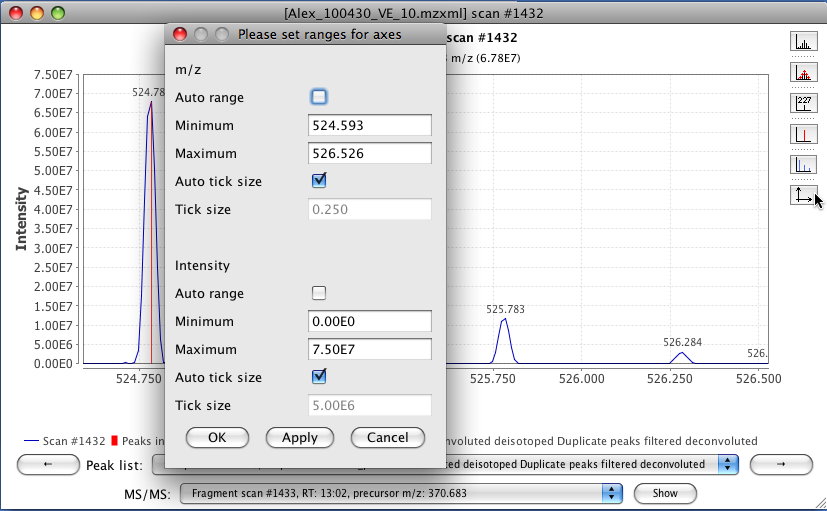 [Alex_100430_VE_10.mzxml] scan #1432
Please set ranges for axes
scan #1432
m/z (6.78E7)
m/z
Auto range
Minimum 524.593
Maximum 526.526
Auto tick size
Tick size 0.250
Intensity
Auto range
Minimum 0.00E0
Maximum 7.50E7
Auto tick size
Tick size 5.00E6
OK Apply Cancel
Intensity
7.50E7
7.00E7
6.50E7
6.00E7
5.50E7
5.00E7
4.50E7
4.00E7
3.50E7
3.00E7
2.50E7
2.00E7
1.50E7
1.00E7
5.00E6
0.00E0
524.78
525.783
526.284
526.
524.750 525.750 526.000 526.250 526.500
227
Scan #1432 Peaks in
nvoluted deisotoped Duplicate peaks filtered deconvoluted
← Peak list: ed deisotoped Duplicate peaks filtered deconvoluted →
MS/MS: Fragment scan #1433, RT: 13:02, precursor m/z: 370.683 Show